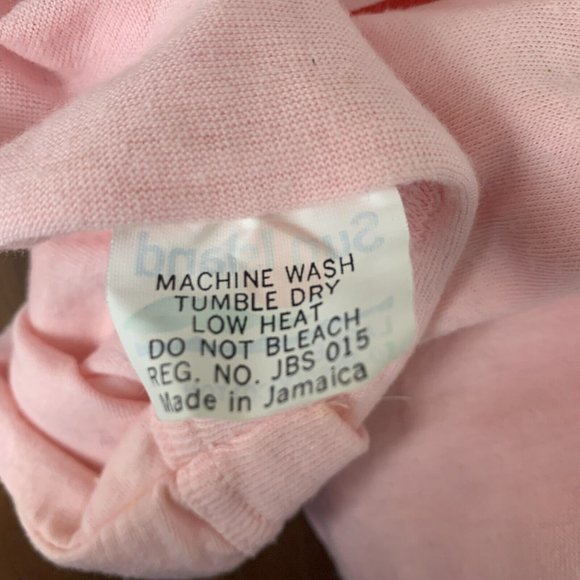 MACHINE WASH
TUMBLE DRY
LOW HEAT
DO NOT BLEACH
REG. NO. JBS 015
Made in Jamaica